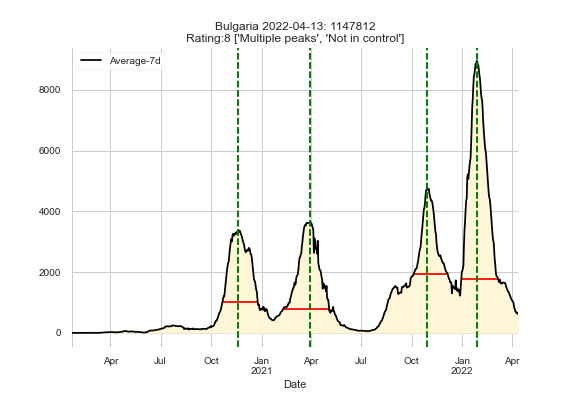 Bulgaria 2022-04-13: 1147812
Rating:8 ['Multiple peaks', 'Not in control']
Average-7d
8000
6000
4000
2000
0
Apr
Jul
Oct
Jan
2021
Apr
Jul
Oct
Jan
2022
Apr
Date